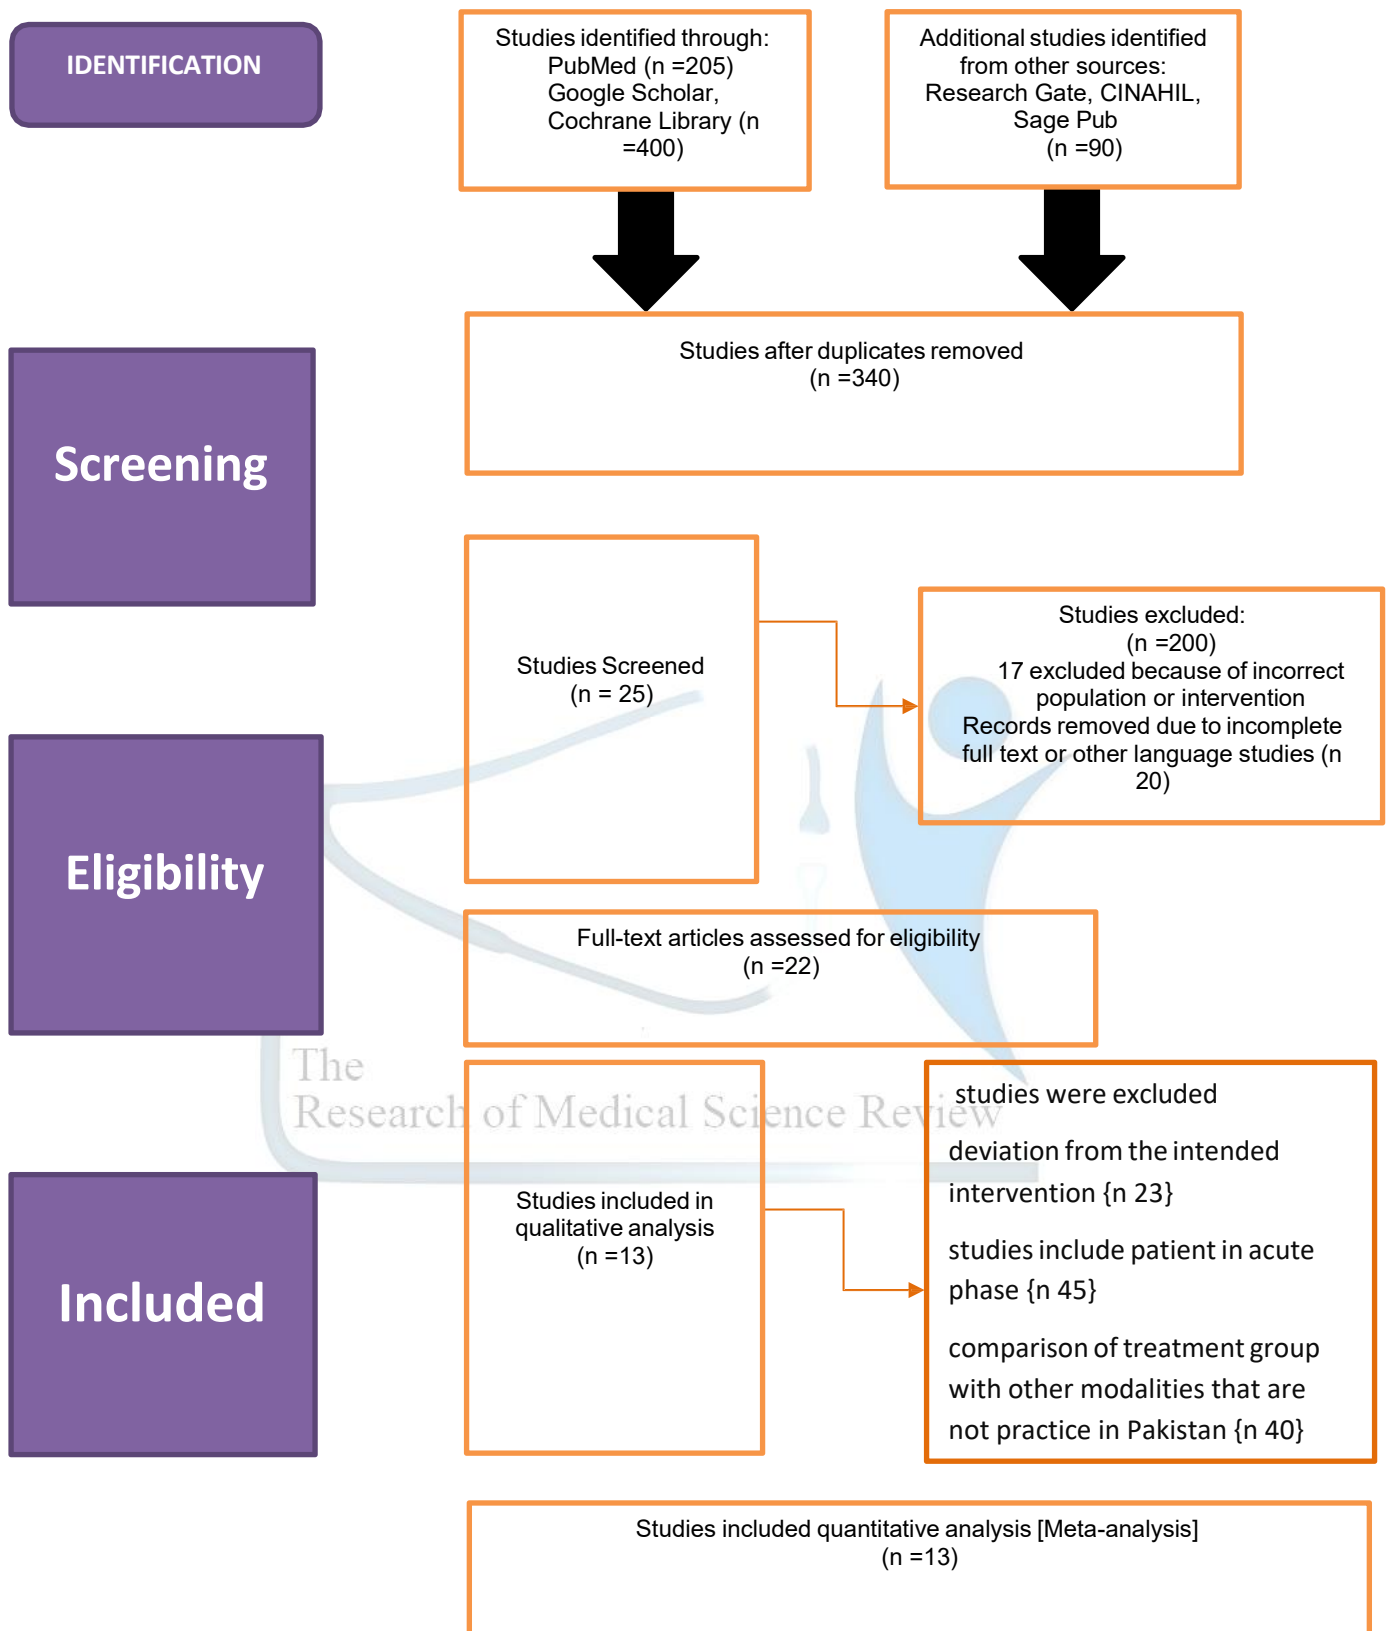 IDENTIFICATION
Studies identified through:
PubMed (n =205)
Google Scholar,
Cochrane Library (n
=400)
Additional studies identified
from other sources:
Research Gate, CINAHIL,
Sage Pub
(n =90)
Studies after duplicates removed
(n =340)
Screening
Studies Screened
(n = 25)
Studies excluded:
(n =200)
17 excluded because of incorrect
population or intervention
Records removed due to incomplete
full text or other language studies (n
20)
Eligibility
Full-text articles assessed for eligibility
(n =22)
The
Research of Medical Science Review
Included
Studies included in
qualitative analysis
(n =13)
studies were excluded
deviation from the intended
intervention {n 23}
studies include patient in acute
phase {n 45}
comparison of treatment group
with other modalities that are
not practice in Pakistan {n 40}
Studies included quantitative analysis [Meta-analysis]
(n =13)